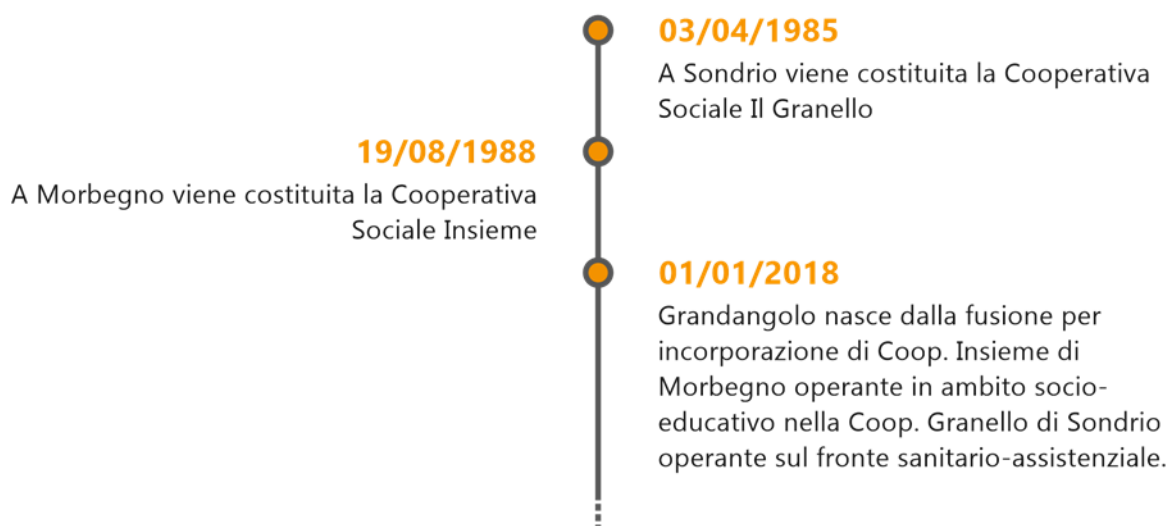 03/04/1985
A Sondrio viene costituita la Cooperativa
Sociale Il Granello
19/08/1988
A Morbegno viene costituita la Cooperativa
Sociale Insieme
01/01/2018
Grandangolo nasce dalla fusione per
incorporazione di Coop. Insieme di
Morbegno operante in ambito socio-
educativo nella Coop. Granello di Sondrio
operante sul fronte sanitario-assistenziale.